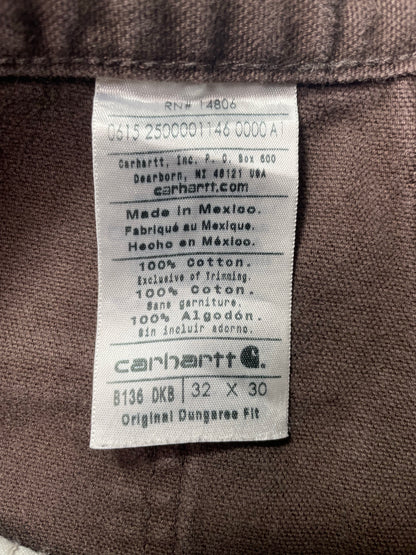 RN# 14806
0615 2500001146 0000 A1
Carhartt, Inc. P. O. Box 600
Dearborn, MI 48121 USA
carhartt.com
Made in Mexico.
Fabriqué au Mexique.
Hecho en México.
100% Cotton.
Exclusive of Trimming.
100% Coton.
Sans garniture.
100% Algodón.
Sin incluir adorno.
carhartt
B136 DKB | 32 X 30
Original Dungaree Fit